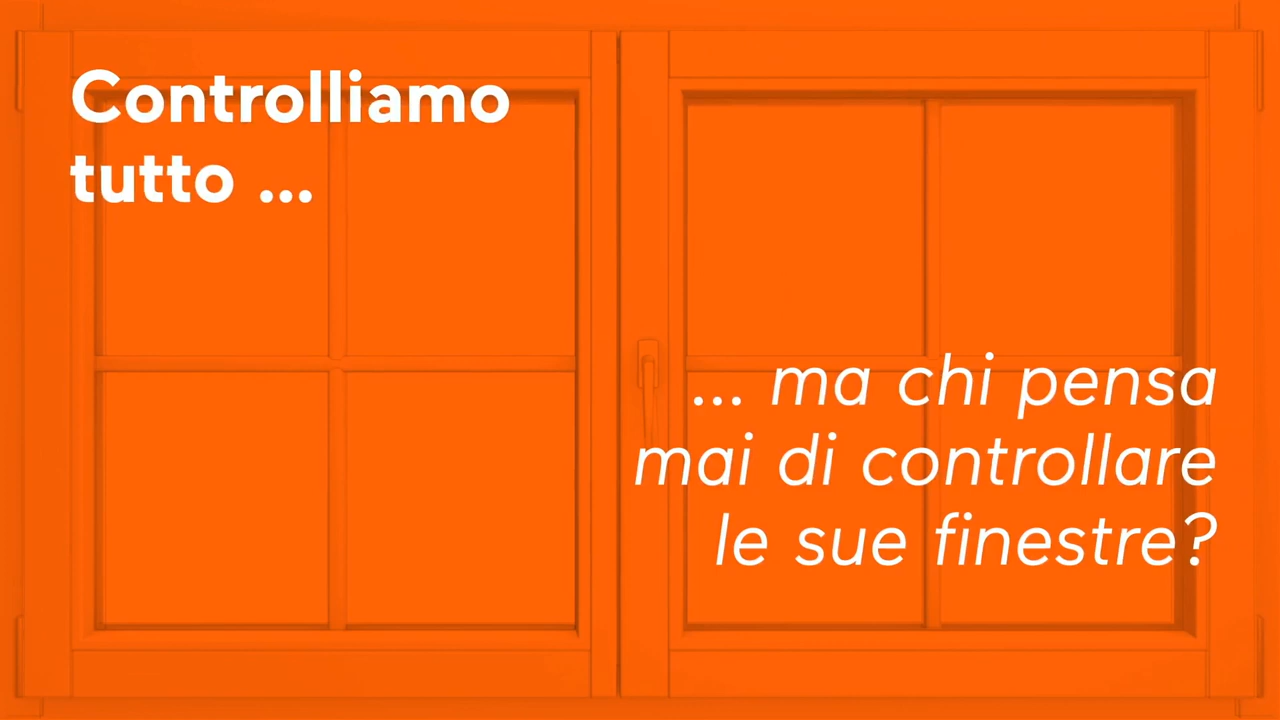 Controlliamo
tutto ...
... ma chi pensa
mai di controllare
le sue finestre?